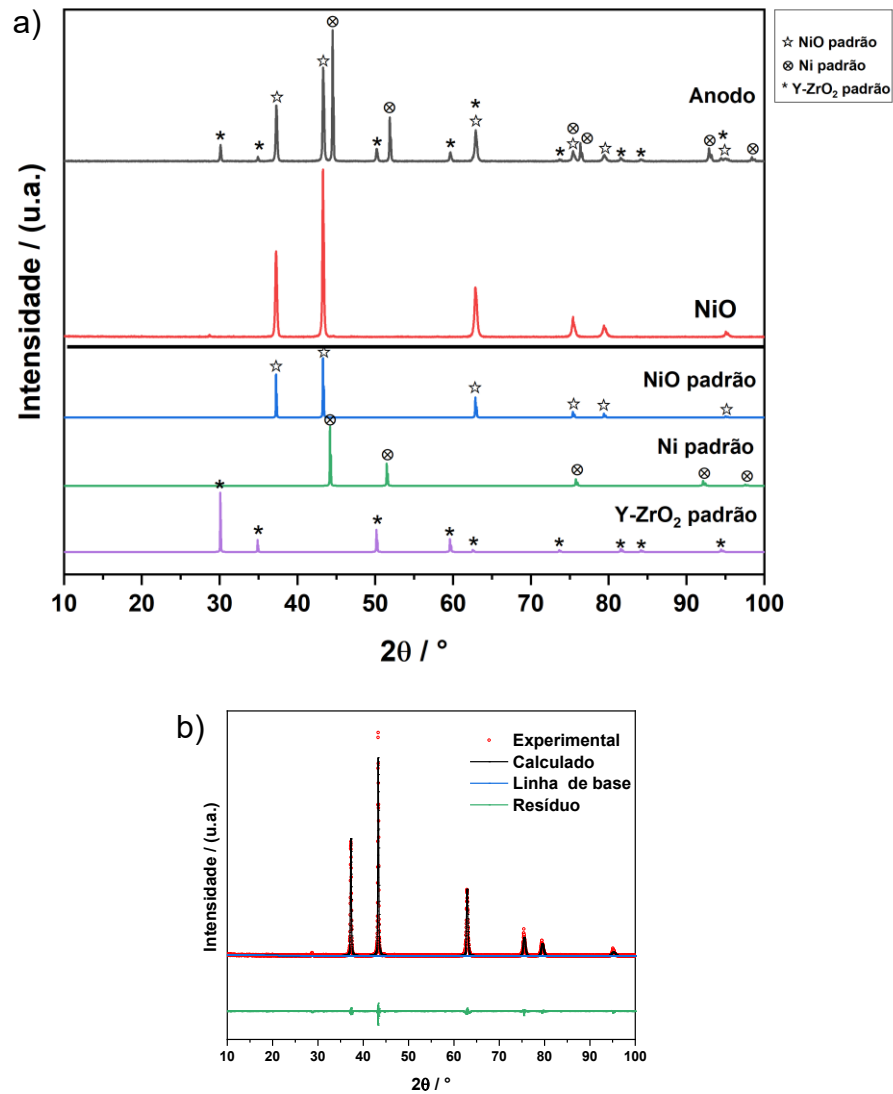 a)
☆ NiO padrão
⊗ Ni padrão
* Y-ZrO₂ padrão
Anodo
NiO
NiO padrão
Ni padrão
Y-ZrO₂ padrão
Intensidade / (u.a.)
10 20 30 40 50 60 70 80 90 100
2θ / °
b)
Experimental
Calculado
Linha de base
Resíduo
Intensidade / (u.a.)
10 20 30 40 50 60 70 80 90 100
2θ / °